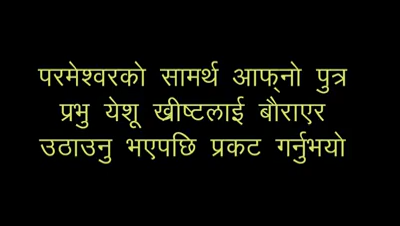 परमेश्वरको सामर्थ आफ्नो पुत्र
प्रभु येशू ख्रीष्टलाई बौराएर
उठाउनु भएपछि प्रकट गर्नुभयो